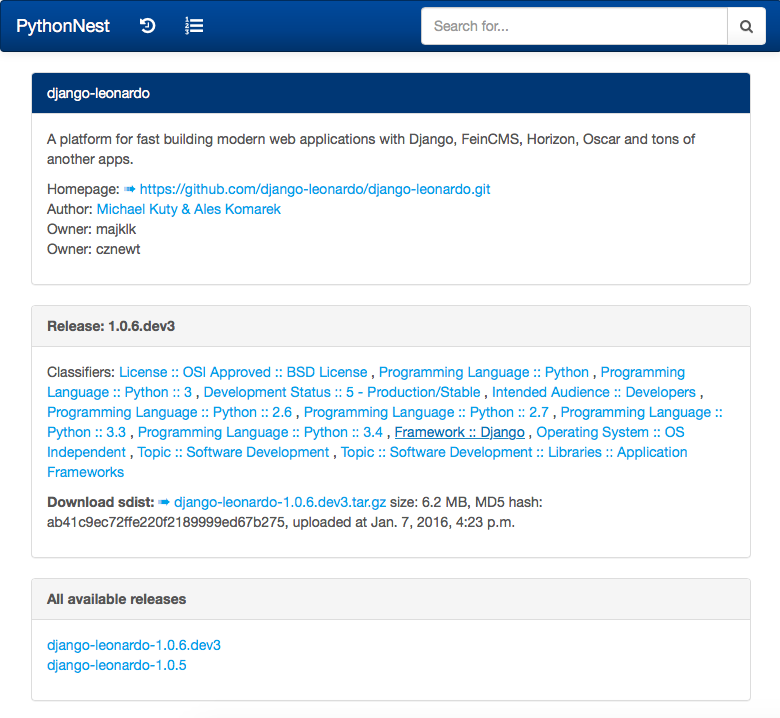 PythonNest
Search for...
django-leonardo
A platform for fast building modern web applications with Django, FeinCMS, Horizon, Oscar and tons of
another apps.
Homepage: ➠ https://github.com/django-leonardo/django-leonardo.git
Author: Michael Kuty & Ales Komarek
Owner: majklk
Owner: cznewt
Release: 1.0.6.dev3
Classifiers: License :: OSI Approved :: BSD License , Programming Language :: Python , Programming
Language :: Python :: 3 , Development Status :: 5 - Production/Stable , Intended Audience :: Developers ,
Programming Language :: Python :: 2.6 , Programming Language :: Python :: 2.7 , Programming Language ::
Python :: 3.3 , Programming Language :: Python :: 3.4 , Framework :: Django , Operating System :: OS
Independent , Topic :: Software Development , Topic :: Software Development :: Libraries :: Application
Frameworks
Download sdist: ➠ django-leonardo-1.0.6.dev3.tar.gz size: 6.2 MB, MD5 hash:
ab41c9ec72ffe220f2189999ed67b275, uploaded at Jan. 7, 2016, 4:23 p.m.
All available releases
django-leonardo-1.0.6.dev3
django-leonardo-1.0.5